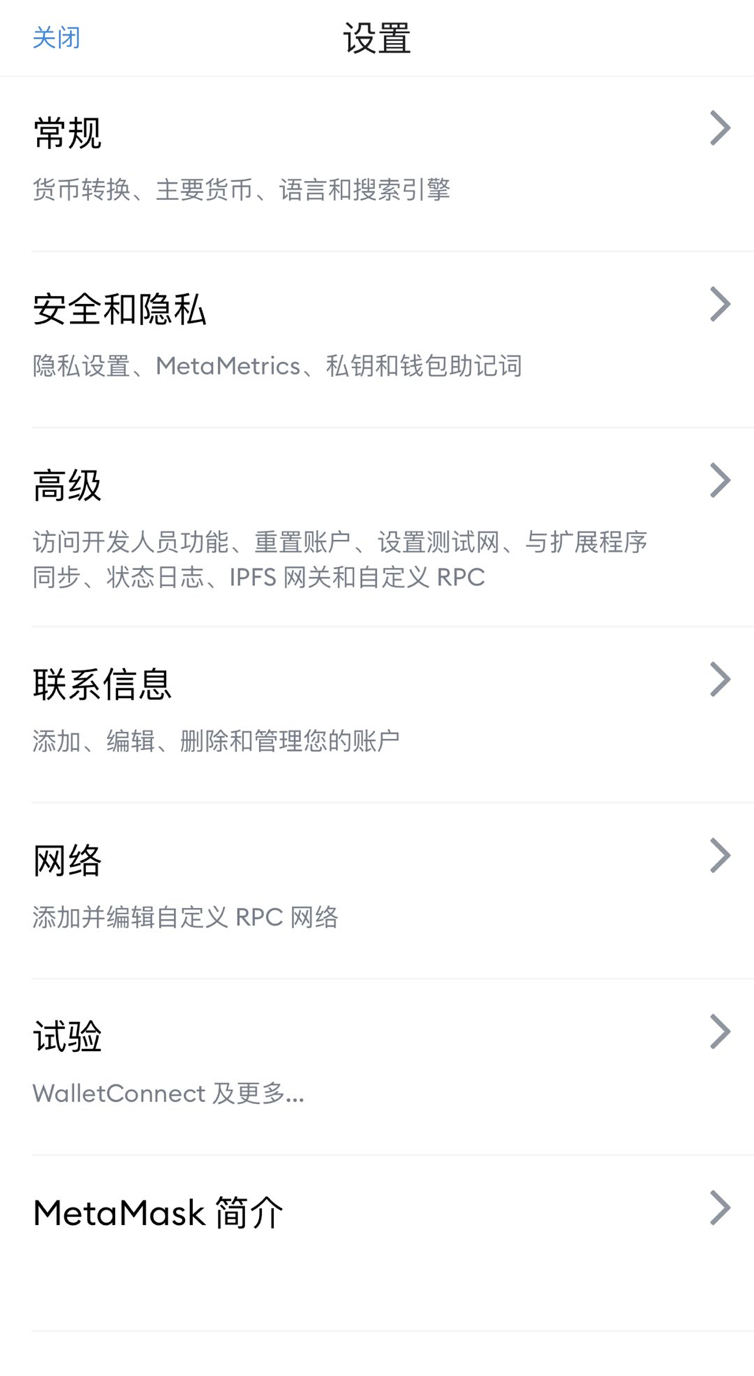 关闭
设置
常规
货币转换、主要货币、语言和搜索引擎
安全和隐私
隐私设置、MetaMetrics、私钥和钱包助记词
高级
访问开发人员功能、重置账户、设置测试网、与扩展程序
同步、状态日志、IPFS 网关和自定义 RPC
联系信息
添加、编辑、删除和管理您的账户
网络
添加并编辑自定义 RPC 网络
试验
WalletConnect 及更多...
MetaMask 简介